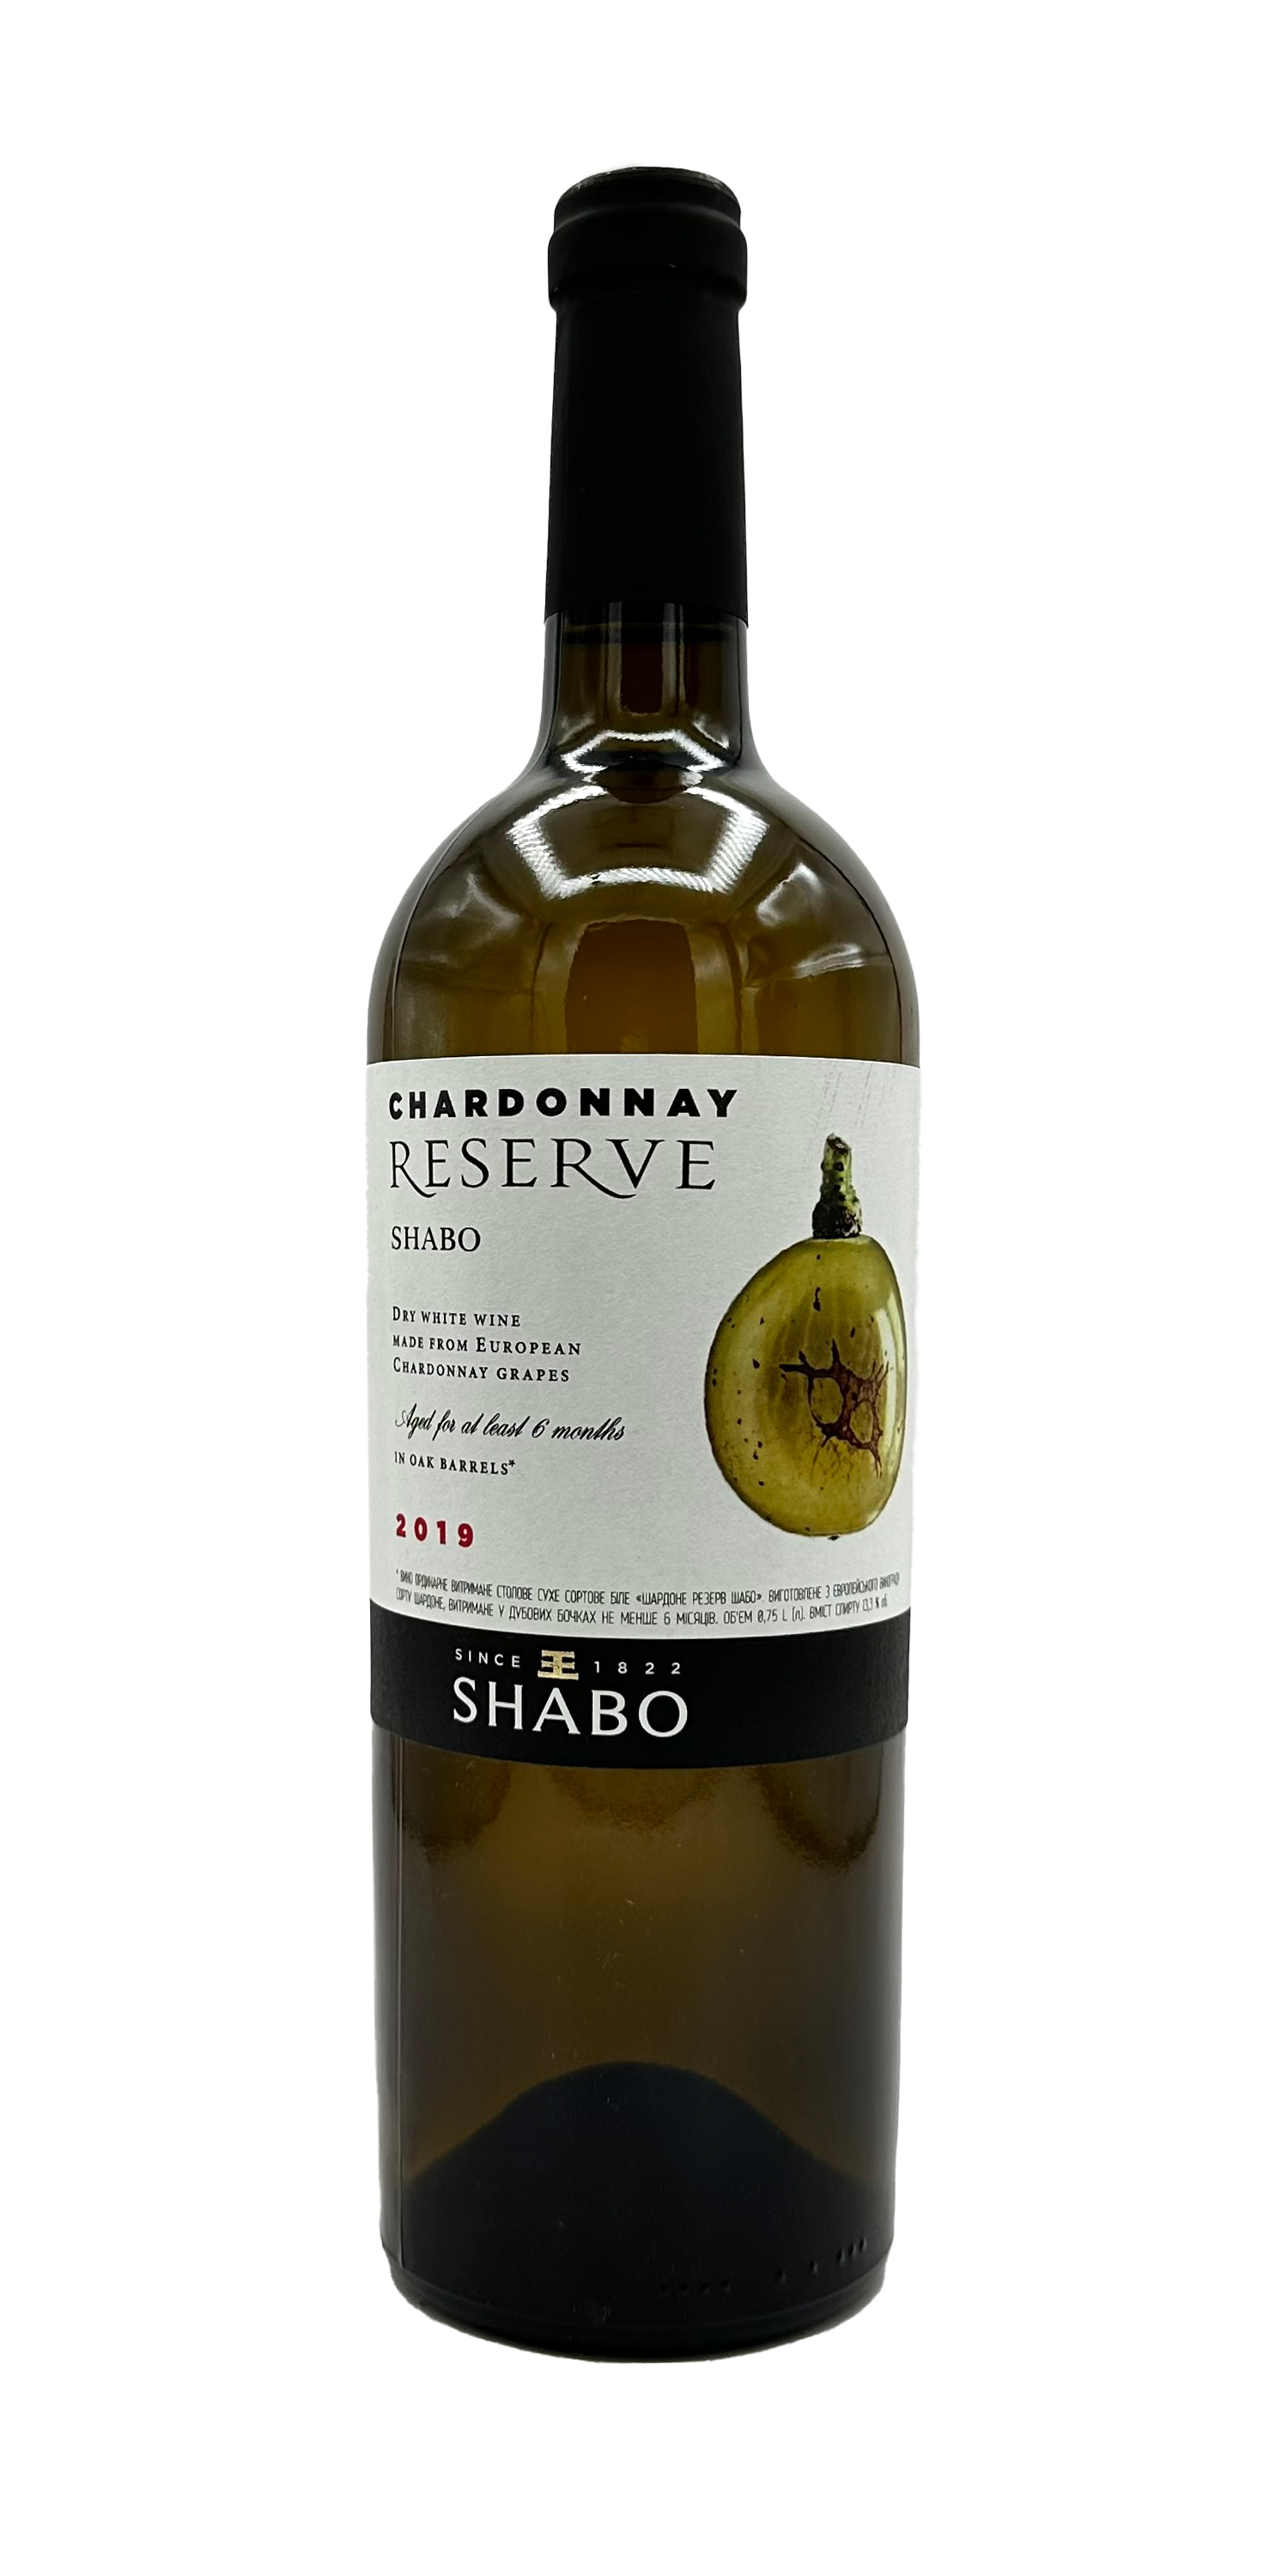 CHARDONNAY
RESERVE
SHABO
DRY WHITE WINE
MADE FROM EUROPEAN
CHARDONNAY GRAPES
Aged for at least 6 months
IN OAK BARRELS*
2019
* ВИНО ОРДИНАРНЕ ВИТРИМАНЕ СТОЛОВЕ СУХЕ СОРТОВЕ БІЛЕ «ШАРДОНЕ РЕЗЕРВ ШАБО». ВИГОТОВЛЕНЕ З ЄВРОПЕЙСЬКОГО ВИНОГРАДУ
СОРТУ ШАРДОНЕ, ВИТРИМАНЕ У ДУБОВИХ БОЧКАХ НЕ МЕНШЕ 6 МІСЯЦІВ. ОБ'ЄМ 0,75 L (л). ВМІСТ СПИРТУ 13,3 % об.
SINCE 1822
SHABO